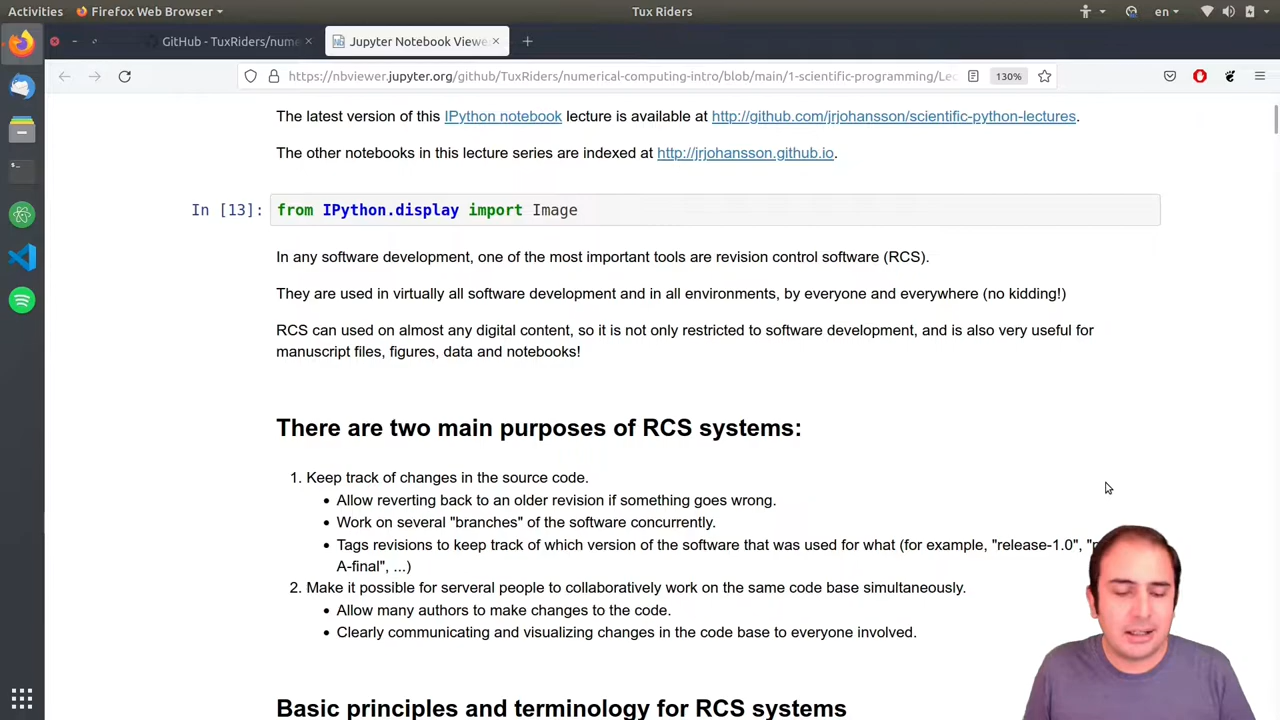 Activities
Firefox Web Browser
Tux Riders
en
GitHub - TuxRiders/nume
Jupyter Notebook Viewe
https://nbviewer.jupyter.org/github/TuxRiders/numerical-computing-intro/blob/main/1-scientific-programming/Lec
130%
The latest version of this IPython notebook lecture is available at http://github.com/jrjohansson/scientific-python-lectures.
The other notebooks in this lecture series are indexed at http://jrjohansson.github.io.
In [13]: from IPython.display import Image
In any software development, one of the most important tools are revision control software (RCS).
They are used in virtually all software development and in all environments, by everyone and everywhere (no kidding!)
RCS can used on almost any digital content, so it is not only restricted to software development, and is also very useful for
manuscript files, figures, data and notebooks!
There are two main purposes of RCS systems:
1. Keep track of changes in the source code.
• Allow reverting back to an older revision if something goes wrong.
• Work on several "branches" of the software concurrently.
• Tags revisions to keep track of which version of the software that was used for what (for example, "release-1.0",
A-final", ...)
2. Make it possible for serveral people to collaboratively work on the same code base simultaneously.
• Allow many authors to make changes to the code.
• Clearly communicating and visualizing changes in the code base to everyone involved.
Basic principles and terminology for RCS systems